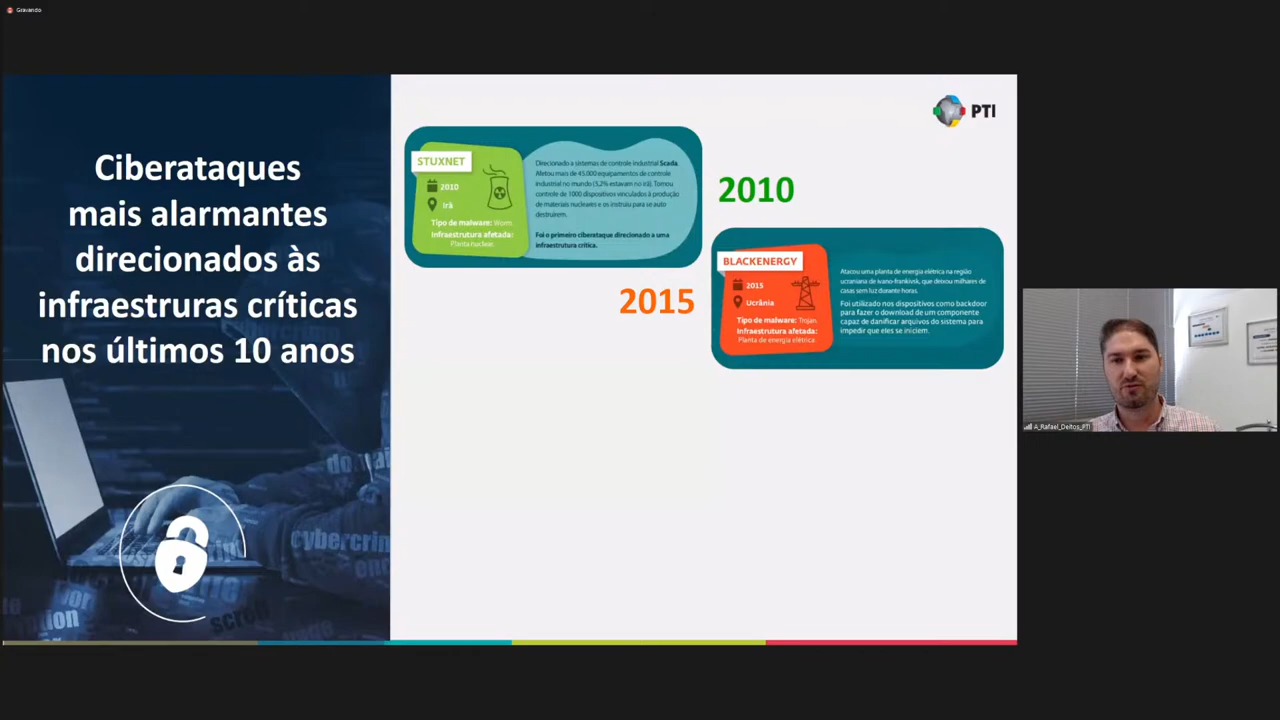 Gravando
Ciberataques
mais alarmantes
direcionados às
infraestruras críticas
nos últimos 10 anos
PTI
STUXNET
2010
Irã
Tipo de malware: Worm.
Infraestrutura afetada:
Planta nuclear.
Direcionado a sistemas de controle industrial Scada.
Afetou mais de 45.000 equipamentos de controle
industrial no mundo (5,2% estavam no Irã). Tomou
controle de 1000 dispositivos vinculados à produção
de materiais nucleares e os instruiu para se auto
destruírem.
Foi o primeiro ciberataque direcionado a uma
infraestrutura crítica.
2010
2015
BLACKENERGY
2015
Ucrânia
Tipo de malware: Trojan.
Infraestrutura afetada:
Planta de energia elétrica.
Atacou uma planta de energia elétrica na região
ucraniana de ivano-frankivsk, que deixou milhares de
casas sem luz durante horas.
Foi utilizado nos dispositivos como backdoor
para fazer o download de um componente
capaz de danificar arquivos do sistema para
impedir que eles se iniciem.
do
cybercrim
script
A_Rafael_Deitos_PTI